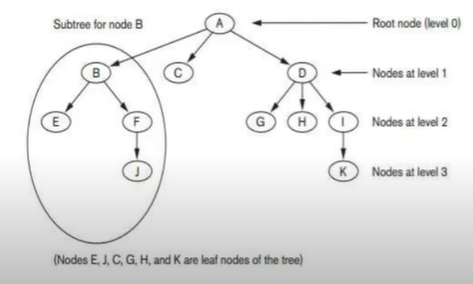 Subtree for node B
A
Root node (level 0)
B
C
D
Nodes at level 1
E
F
G
H
I
Nodes at level 2
J
K
Nodes at level 3
(Nodes E, J, C, G, H, and K are leaf nodes of the tree)